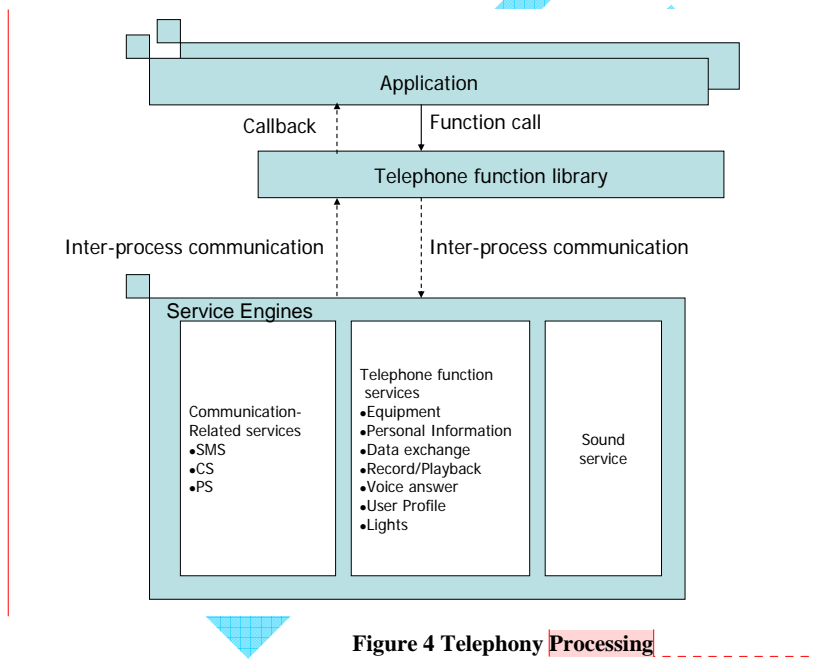 Application
Callback
Function call
Telephone function library
Inter-process communication
Inter-process communication
Service Engines
Communication-
Related services
●SMS
●CS
●PS
Telephone function
services
●Equipment
●Personal Information
●Data exchange
●Record/Playback
●Voice answer
●User Profile
●Lights
Sound
service
Figure 4 Telephony Processing